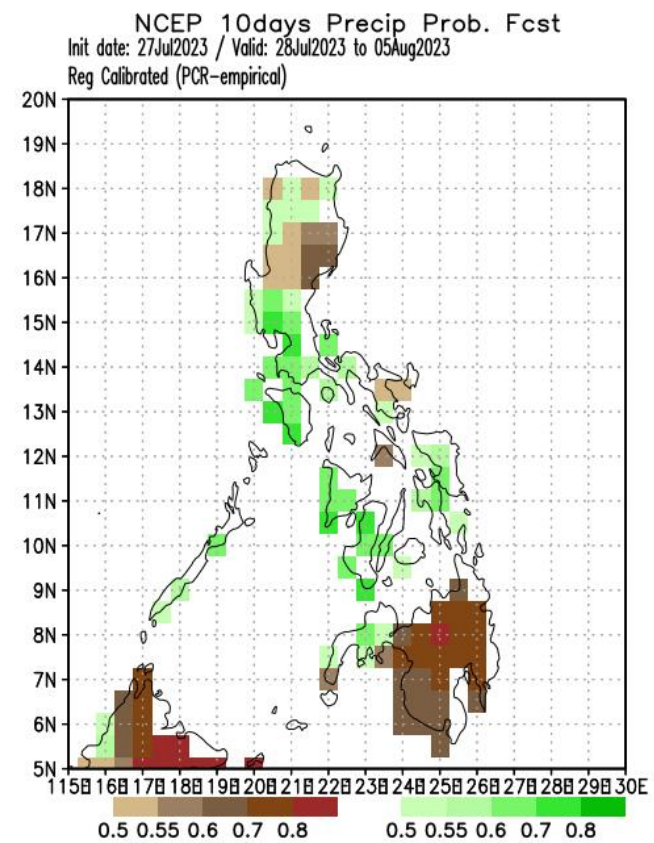 NCEP 10days Precip Prob. Fcst
Init date: 27Jul2023 / Valid: 28Jul2023 to 05Aug2023
Reg Calibrated (PCR-empirical)
20N
19N
18N
17N
16N
15N
14N
13N
12N
11N
10N
9N
8N
7N
6N
5N
115E 116E 117E 118E 119E 120E 121E 122E 123E 124E 125E 126E 127E 128E 129E 130E
0.5 0.55 0.6 0.7 0.8 0.5 0.55 0.6 0.7 0.8